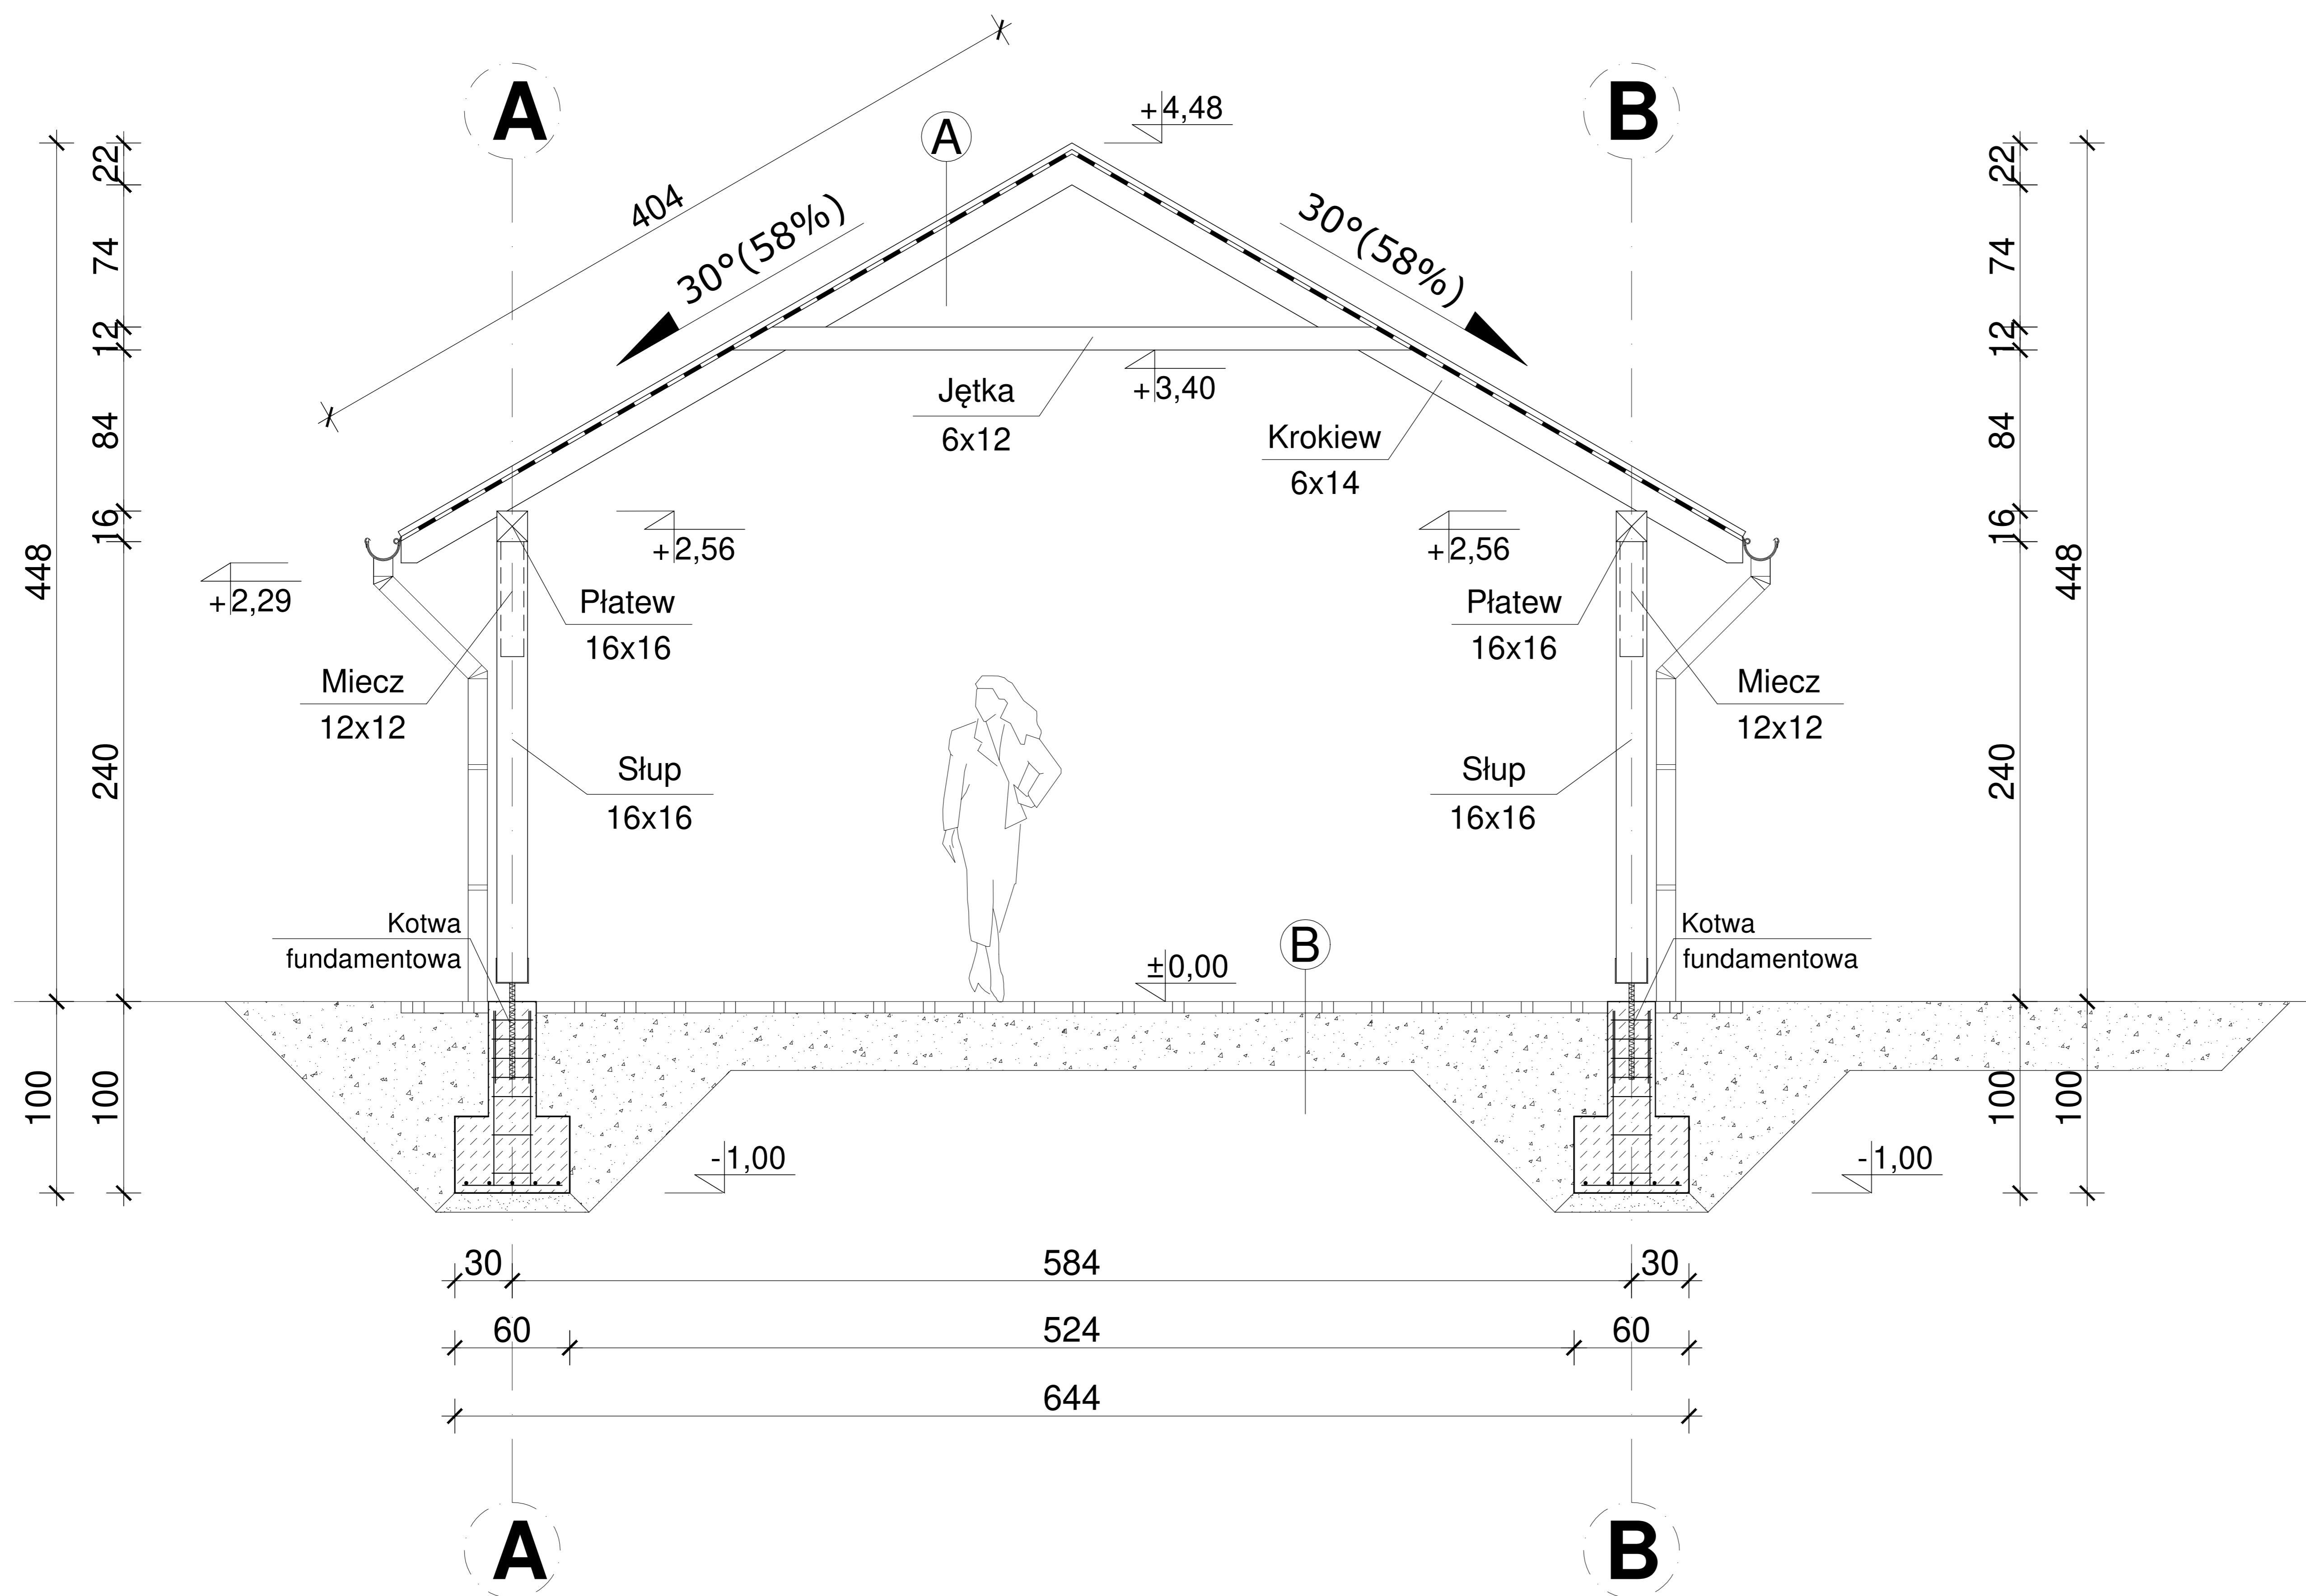 A
B
A
+4,48
404
30°(58%)
30°(58%)
22
74
12
84
16
240
448
100
100
22
74
12
84
16
240
448
100
100
Jętka
6x12
+3,40
Krokiew
6x14
+2,56
+2,56
+2,29
Płatew
16x16
Płatew
16x16
Miecz
12x12
Miecz
12x12
Słup
16x16
Słup
16x16
Kotwa
fundamentowa
Kotwa
fundamentowa
B
±0,00
-1,00
-1,00
30
584
30
60
524
60
644
A
B